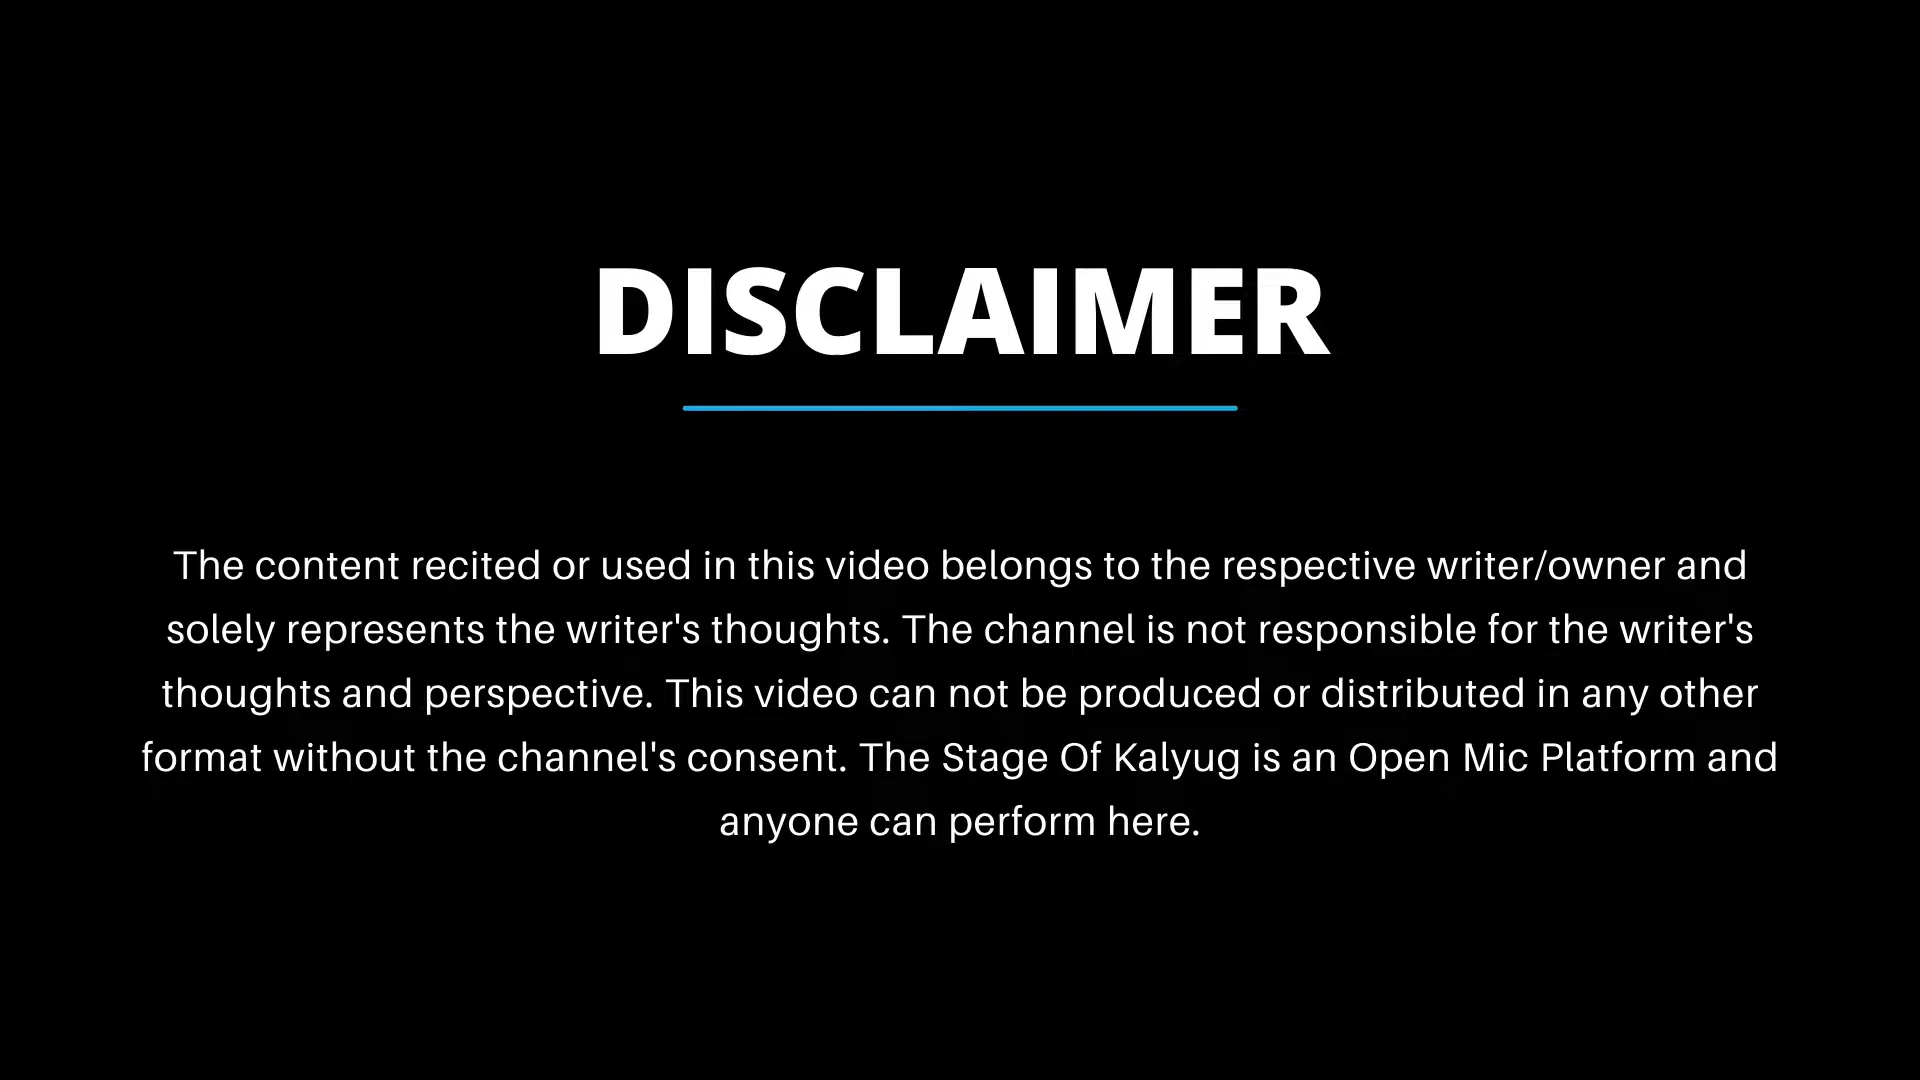 DISCLAIMER
The content recited or used in this video belongs to the respective writer/owner and
solely represents the writer's thoughts. The channel is not responsible for the writer's
thoughts and perspective. This video can not be produced or distributed in any other
format without the channel's consent. The Stage Of Kalyug is an Open Mic Platform and
anyone can perform here.